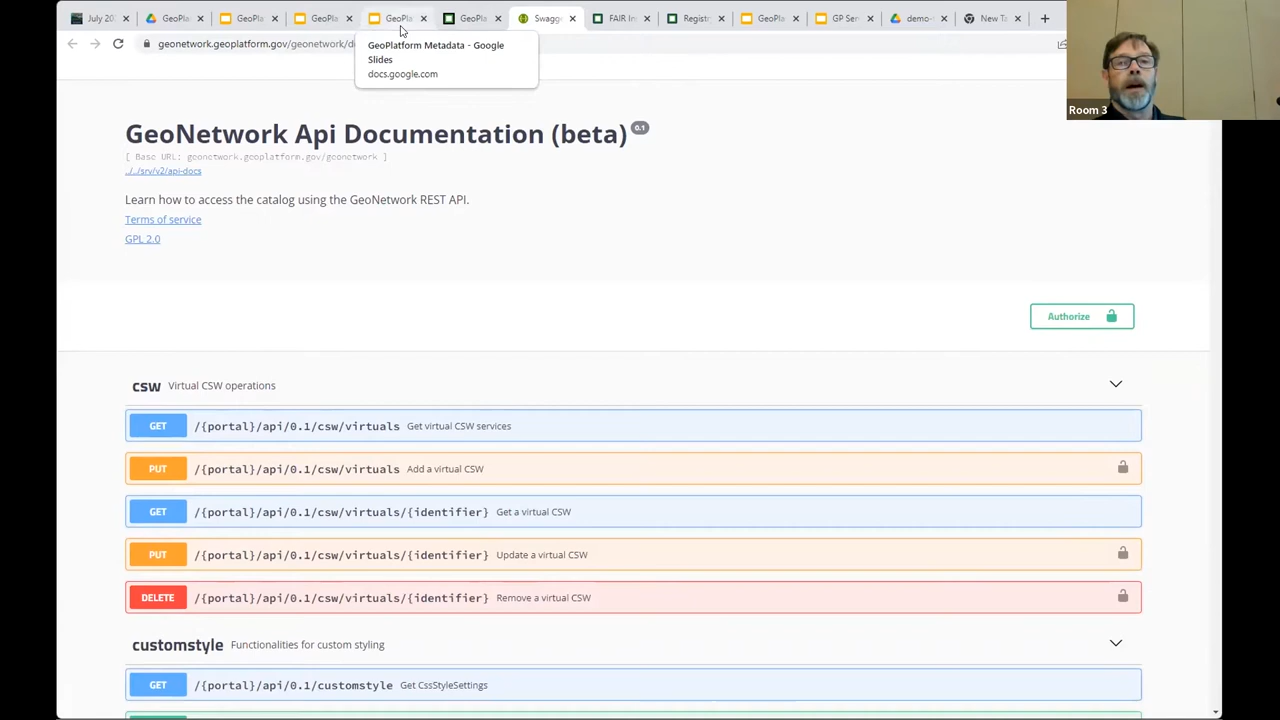 July 20
GeoPla
GeoPla
GeoPla
GeoPla
GeoPla
Swagg
FAIR Im
Registr
GeoPla
GP Ser
demo-
New Ta
geonetwork.geoplatform.gov/geonetwork/d
GeoPlatform Metadata - Google
Slides
docs.google.com
Room 3
GeoNetwork Api Documentation (beta) 0.1
[ Base URL: geonetwork.geoplatform.gov/geonetwork ]
../../srv/v2/api-docs
Learn how to access the catalog using the GeoNetwork REST API.
Terms of service
GPL 2.0
Authorize
csw Virtual CSW operations
GET /{portal}/api/0.1/csw/virtuals Get virtual CSW services
PUT /{portal}/api/0.1/csw/virtuals Add a virtual CSW
GET /{portal}/api/0.1/csw/virtuals/{identifier} Get a virtual CSW
PUT /{portal}/api/0.1/csw/virtuals/{identifier} Update a virtual CSW
DELETE /{portal}/api/0.1/csw/virtuals/{identifier} Remove a virtual CSW
customstyle Functionalities for custom styling
GET /{portal}/api/0.1/customstyle Get CssStyleSettings